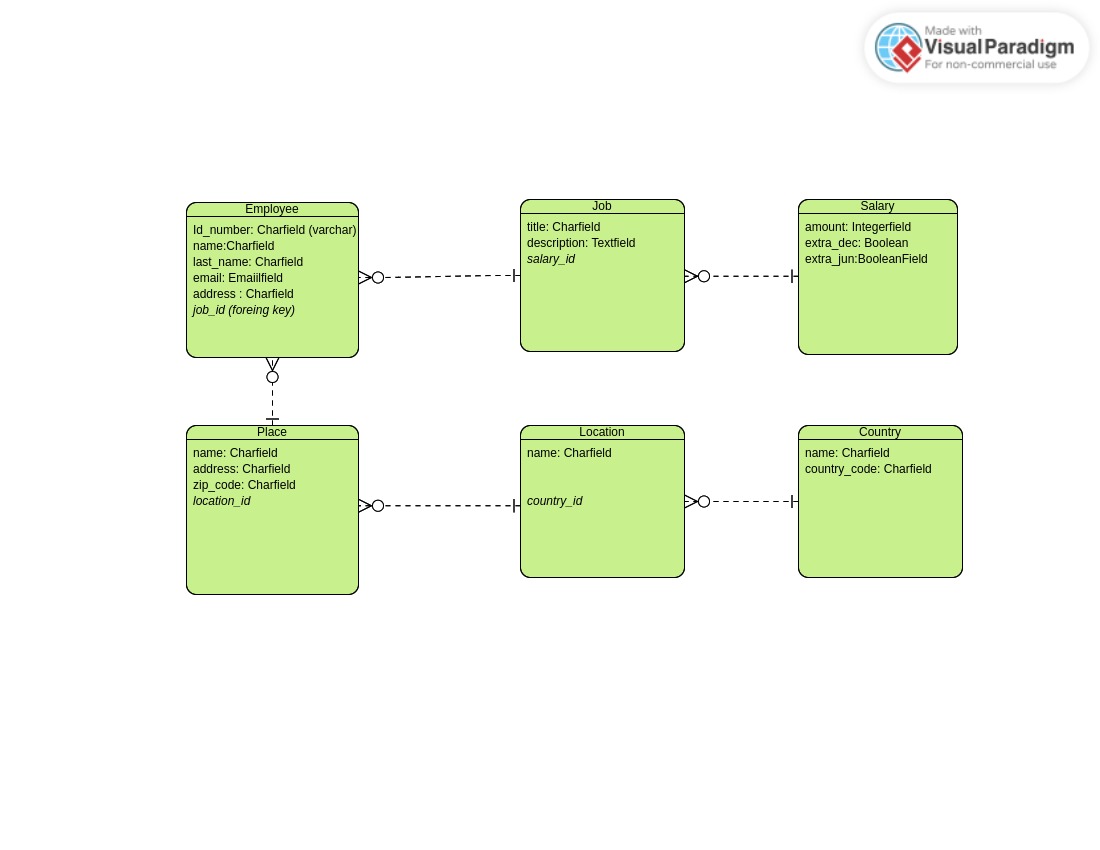 Made with
Visual Paradigm
For non-commercial use
Employee
Id_number: Charfield (varchar)
name:Charfield
last_name: Charfield
email: Emaiilfield
address : Charfield
job_id (foreing key)
Job
title: Charfield
description: Textfield
salary_id
Salary
amount: Integerfield
extra_dec: Boolean
extra_jun:BooleanField
Place
name: Charfield
address: Charfield
zip_code: Charfield
location_id
Location
name: Charfield
country_id
Country
name: Charfield
country_code: Charfield